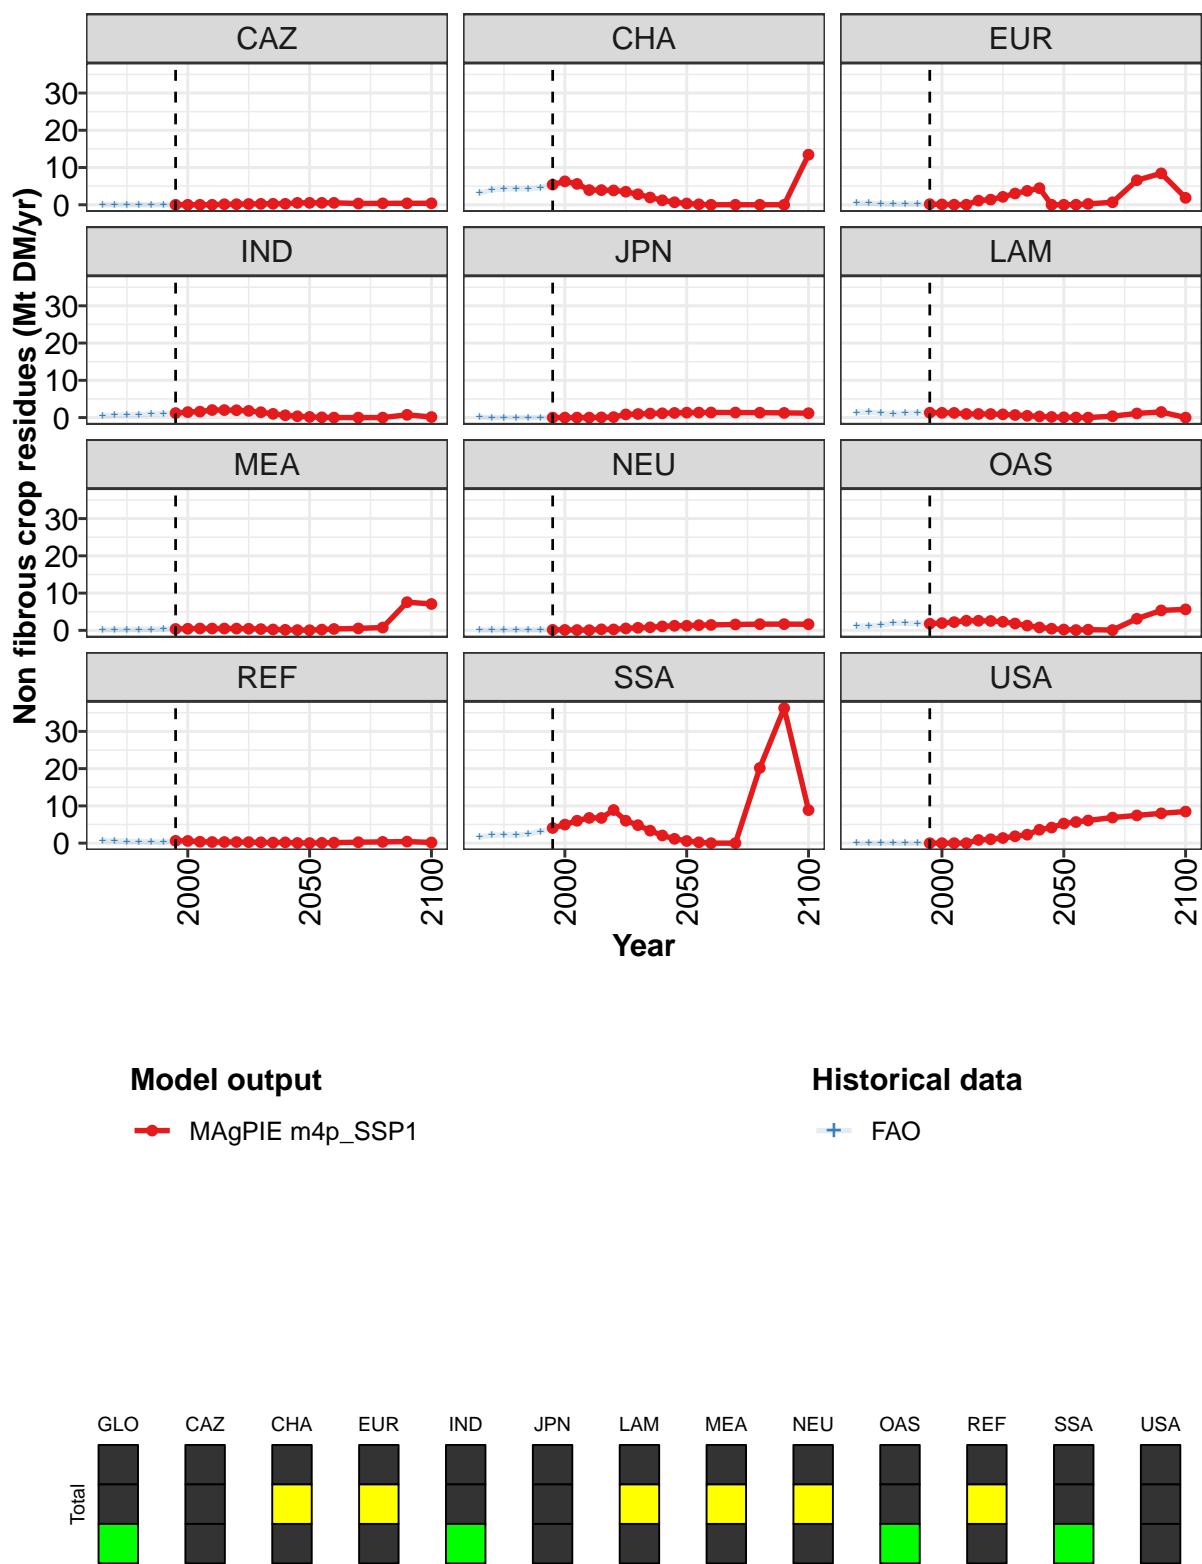 CAZ CHA EUR
30
20
10
0
IND JPN LAM
30
20
10
0
MEA NEU OAS
30
20
10
0
REF SSA USA
30
20
10
0
Non fibrous crop residues (Mt DM/yr)
2000 2050 2100 2000 2050 2100 2000 2050 2100
Year
Model output Historical data
MAgPIE m4p_SSP1 FAO
GLO CAZ CHA EUR IND JPN LAM MEA NEU OAS REF SSA USA
Total